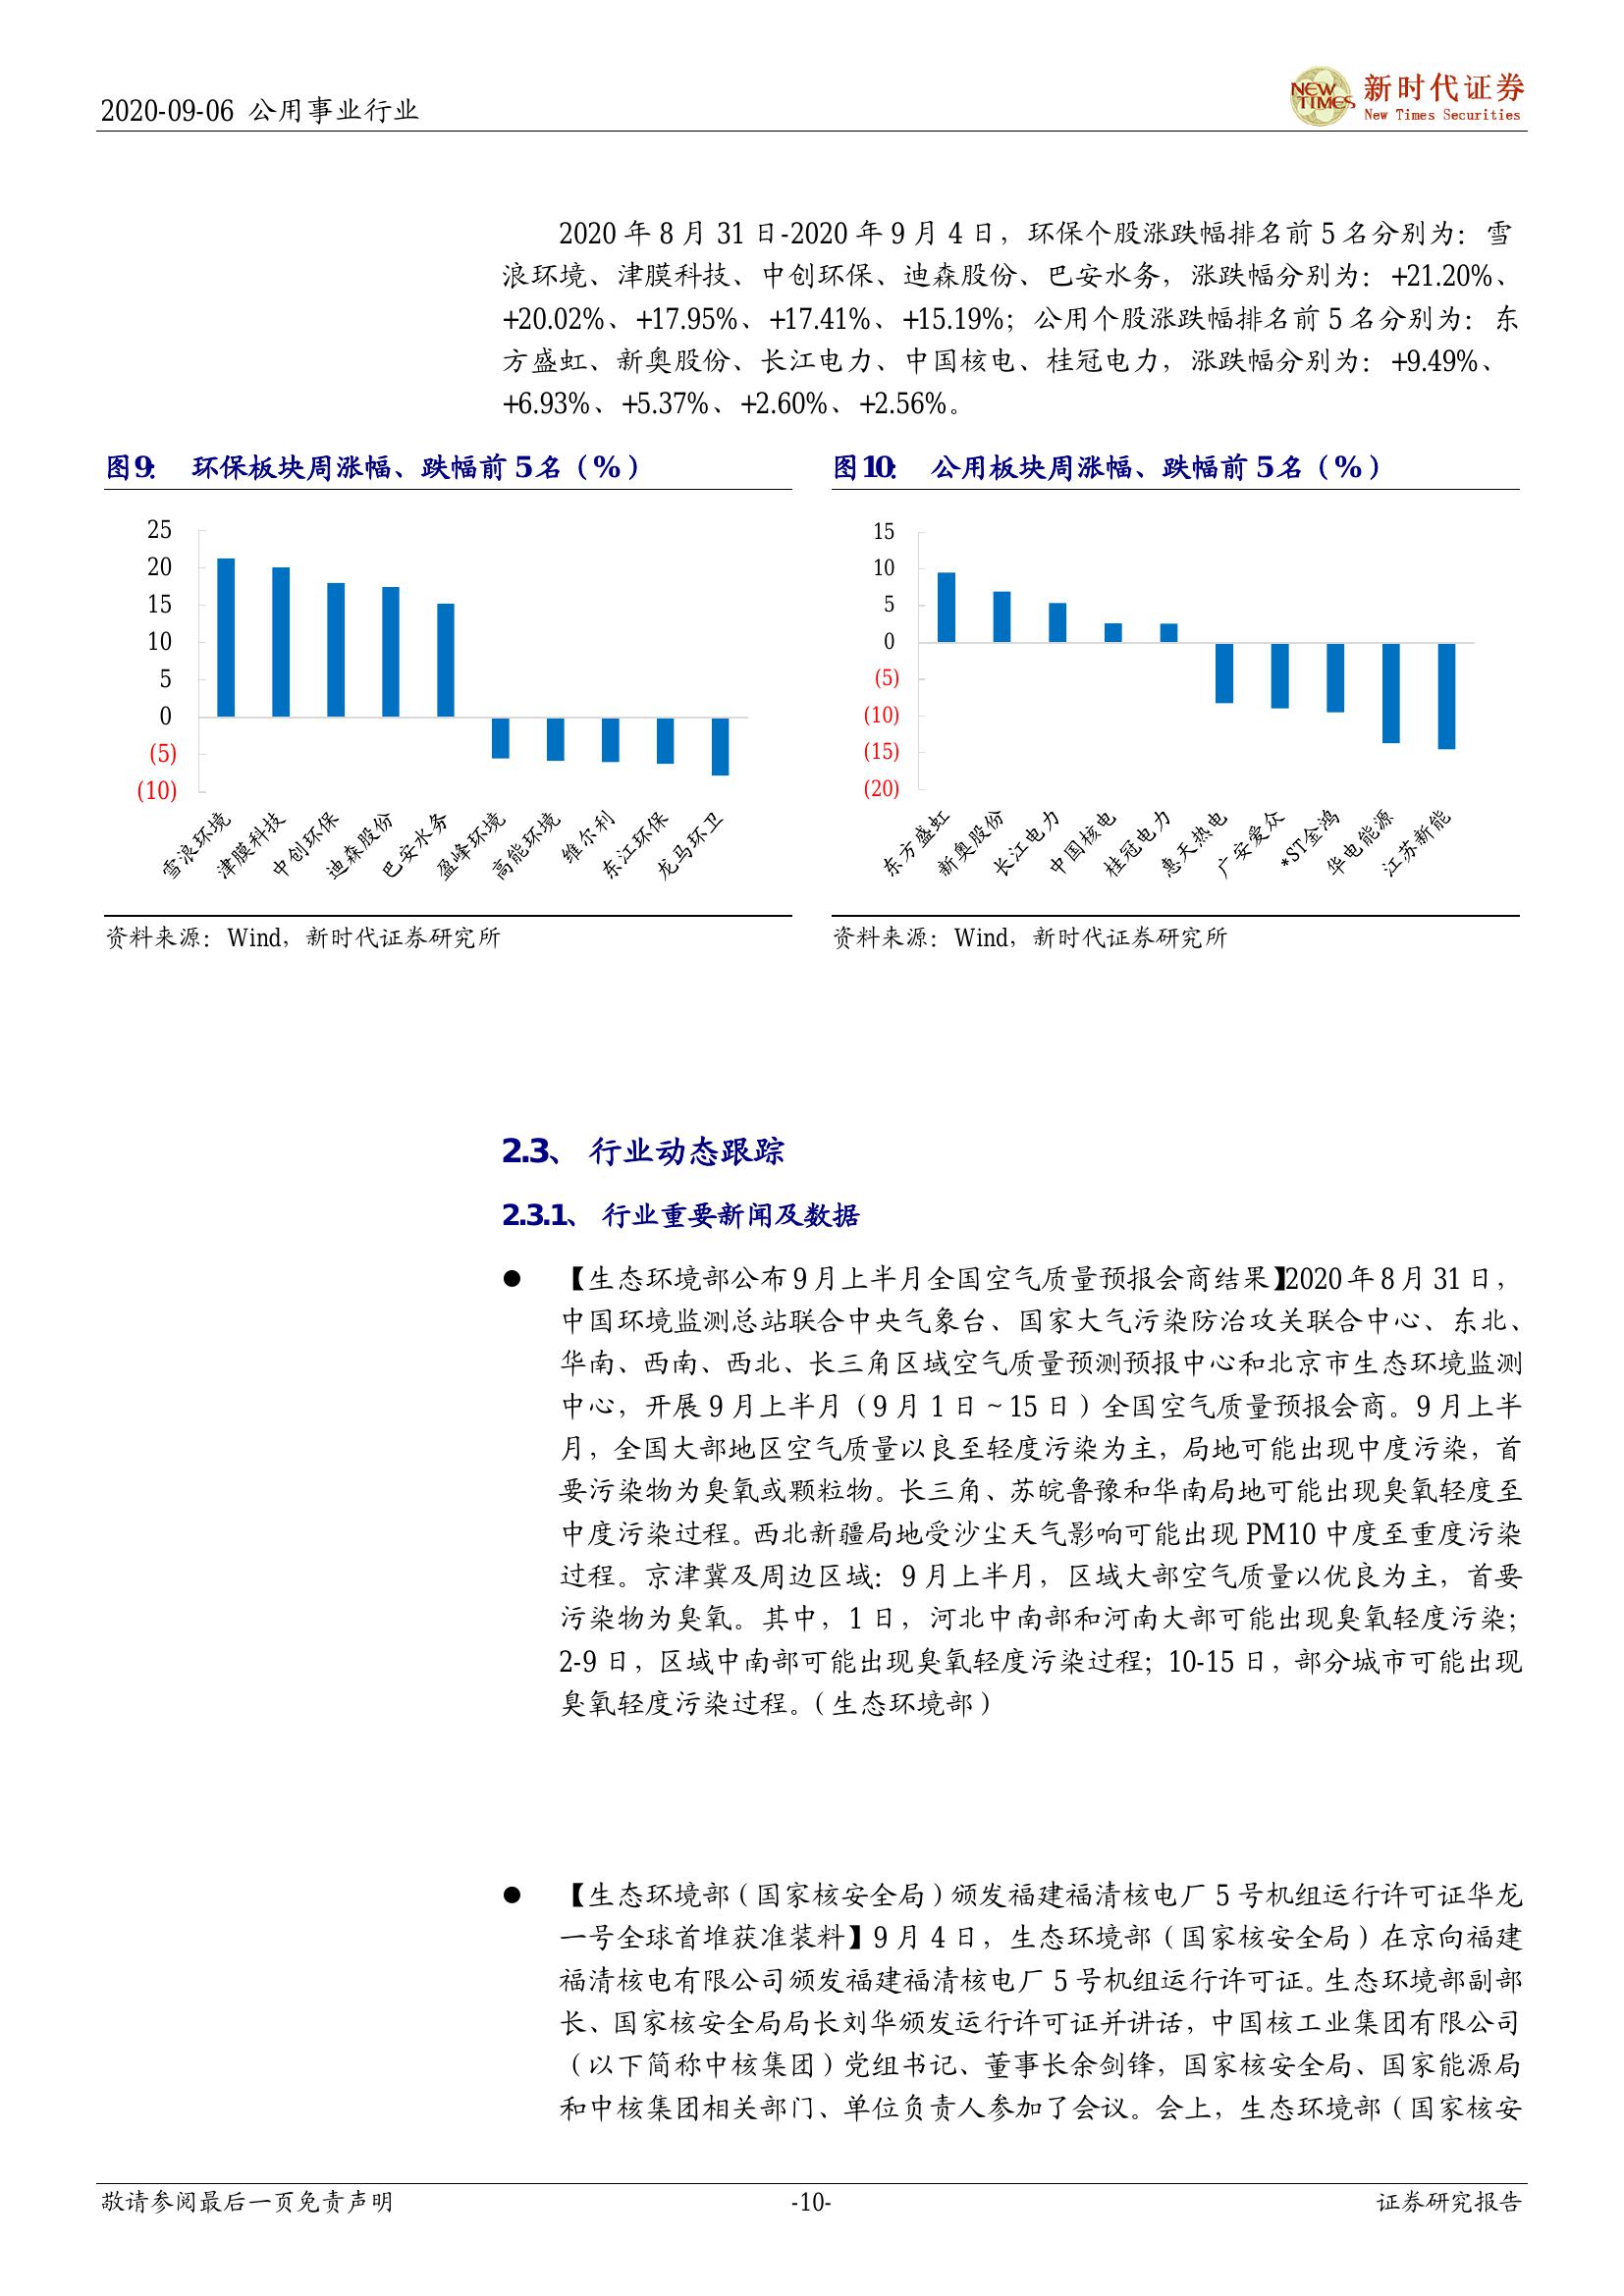 2020-09-06 公用事业行业
NEW TIMES
新时代证券
New Times Securities
2020 年 8 月 31 日-2020 年 9 月 4 日，环保个股涨跌幅排名前 5 名分别为：雪
浪环境、津膜科技、中创环保、迪森股份、巴安水务，涨跌幅分别为：+21.20%、
+20.02%、+17.95%、+17.41%、+15.19%；公用个股涨跌幅排名前 5 名分别为：东
方盛虹、新奥股份、长江电力、中国核电、桂冠电力，涨跌幅分别为：+9.49%、
+6.93%、+5.37%、+2.60%、+2.56%。
图9： 环保板块周涨幅、跌幅前 5 名（%）
25
20
15
10
5
0
(5)
(10)
雪浪环境
津膜科技
中创环保
迪森股份
巴安水务
盈峰环境
高能环境
维尔利
东江环保
龙马环卫
资料来源：Wind，新时代证券研究所
图10： 公用板块周涨幅、跌幅前 5 名（%）
15
10
5
0
(5)
(10)
(15)
(20)
东方盛虹
新奥股份
长江电力
中国核电
桂冠电力
惠天热电
广安爱众
*ST金鸿
华电能源
江苏新能
资料来源：Wind，新时代证券研究所
2.3、 行业动态跟踪
2.3.1、 行业重要新闻及数据
● 【生态环境部公布 9 月上半月全国空气质量预报会商结果】2020 年 8 月 31 日，
中国环境监测总站联合中央气象台、国家大气污染防治攻关联合中心、东北、
华南、西南、西北、长三角区域空气质量预测预报中心和北京市生态环境监测
中心，开展 9 月上半月（9 月 1 日～15 日）全国空气质量预报会商。9 月上半
月，全国大部地区空气质量以良至轻度污染为主，局地可能出现中度污染，首
要污染物为臭氧或颗粒物。长三角、苏皖鲁豫和华南局地可能出现臭氧轻度至
中度污染过程。西北新疆局地受沙尘天气影响可能出现 PM10 中度至重度污染
过程。京津冀及周边区域：9 月上半月，区域大部空气质量以优良为主，首要
污染物为臭氧。其中，1 日，河北中南部和河南大部可能出现臭氧轻度污染；
2-9 日，区域中南部可能出现臭氧轻度污染过程；10-15 日，部分城市可能出现
臭氧轻度污染过程。（生态环境部）
● 【生态环境部（国家核安全局）颁发福建福清核电厂 5 号机组运行许可证华龙
一号全球首堆获准装料】9 月 4 日，生态环境部（国家核安全局）在京向福建
福清核电有限公司颁发福建福清核电厂 5 号机组运行许可证。生态环境部副部
长、国家核安全局局长刘华颁发运行许可证并讲话，中国核工业集团有限公司
（以下简称中核集团）党组书记、董事长余剑锋，国家核安全局、国家能源局
和中核集团相关部门、单位负责人参加了会议。会上，生态环境部（国家核安
敬请参阅最后一页免责声明
-10-
证券研究报告